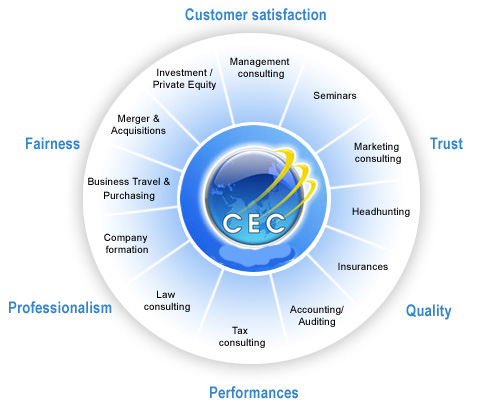 Customer satisfaction
Management
consulting
Investment /
Private Equity
Seminars
Merger &
Acquisitions
Fairness
Trust
Marketing
consulting
Business Travel &
Purchasing
Headhunting
CEC
Company
formation
Insurances
Law
consulting
Accounting/
Auditing
Professionalism
Quality
Tax
consulting
Performances